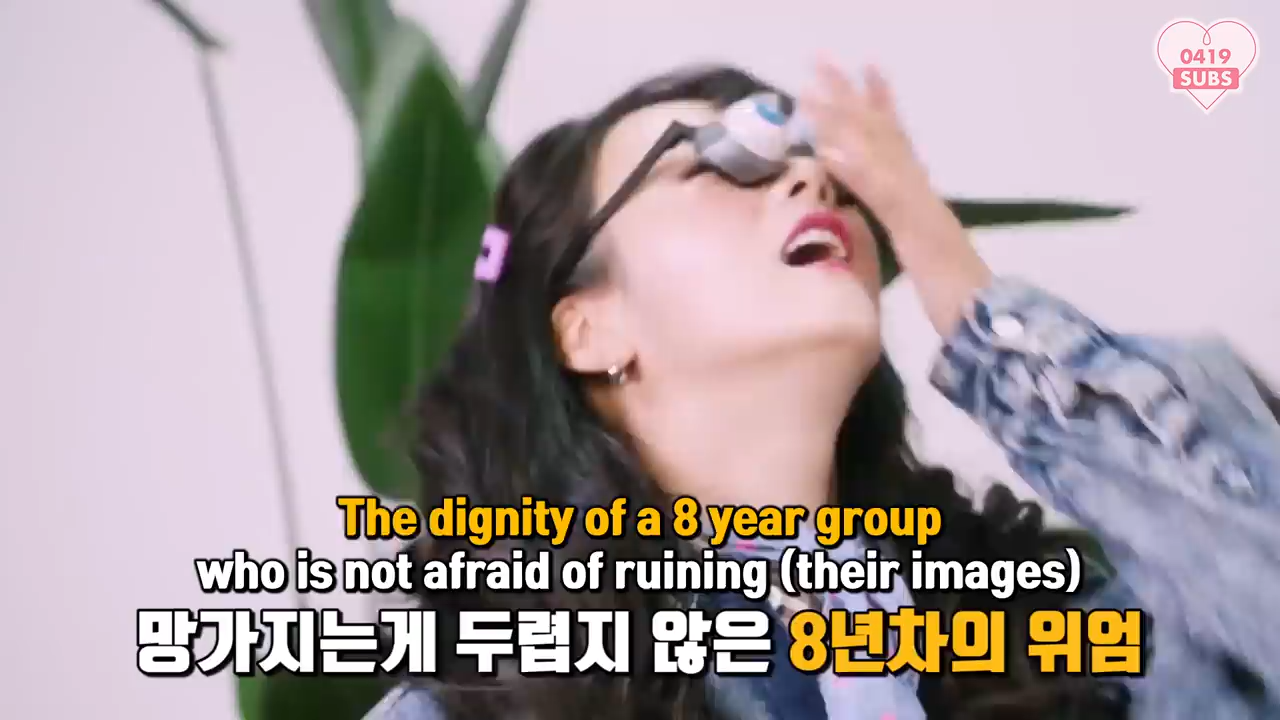 0419
SUBS
The dignity of a 8 year group
who is not afraid of ruining (their images)
망가지는게 두렵지 않은 8년차의 위엄